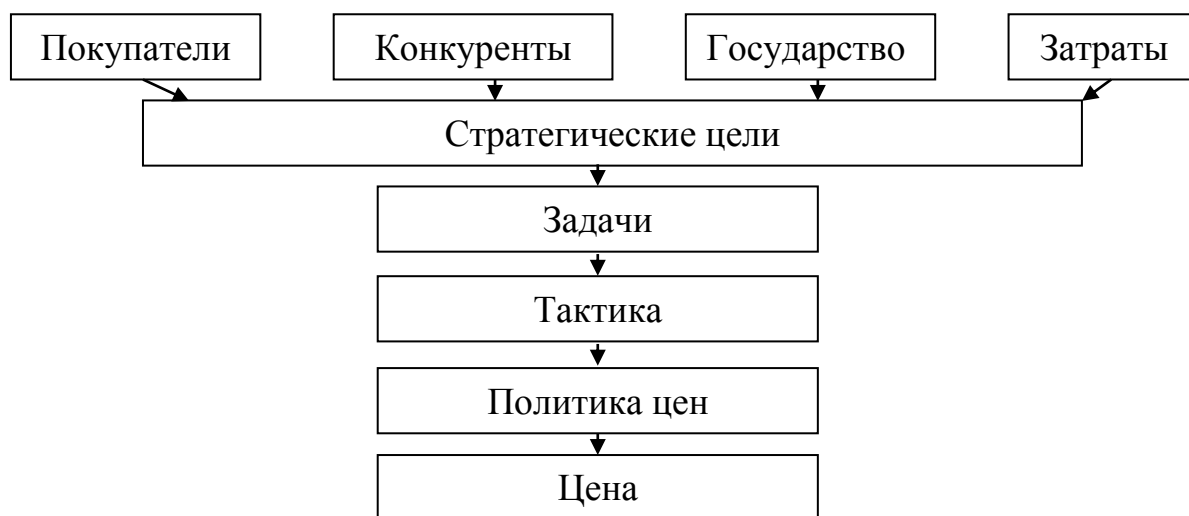 Покупатели
Конкуренты
Государство
Затраты
Стратегические цели
Задачи
Тактика
Политика цен
Цена